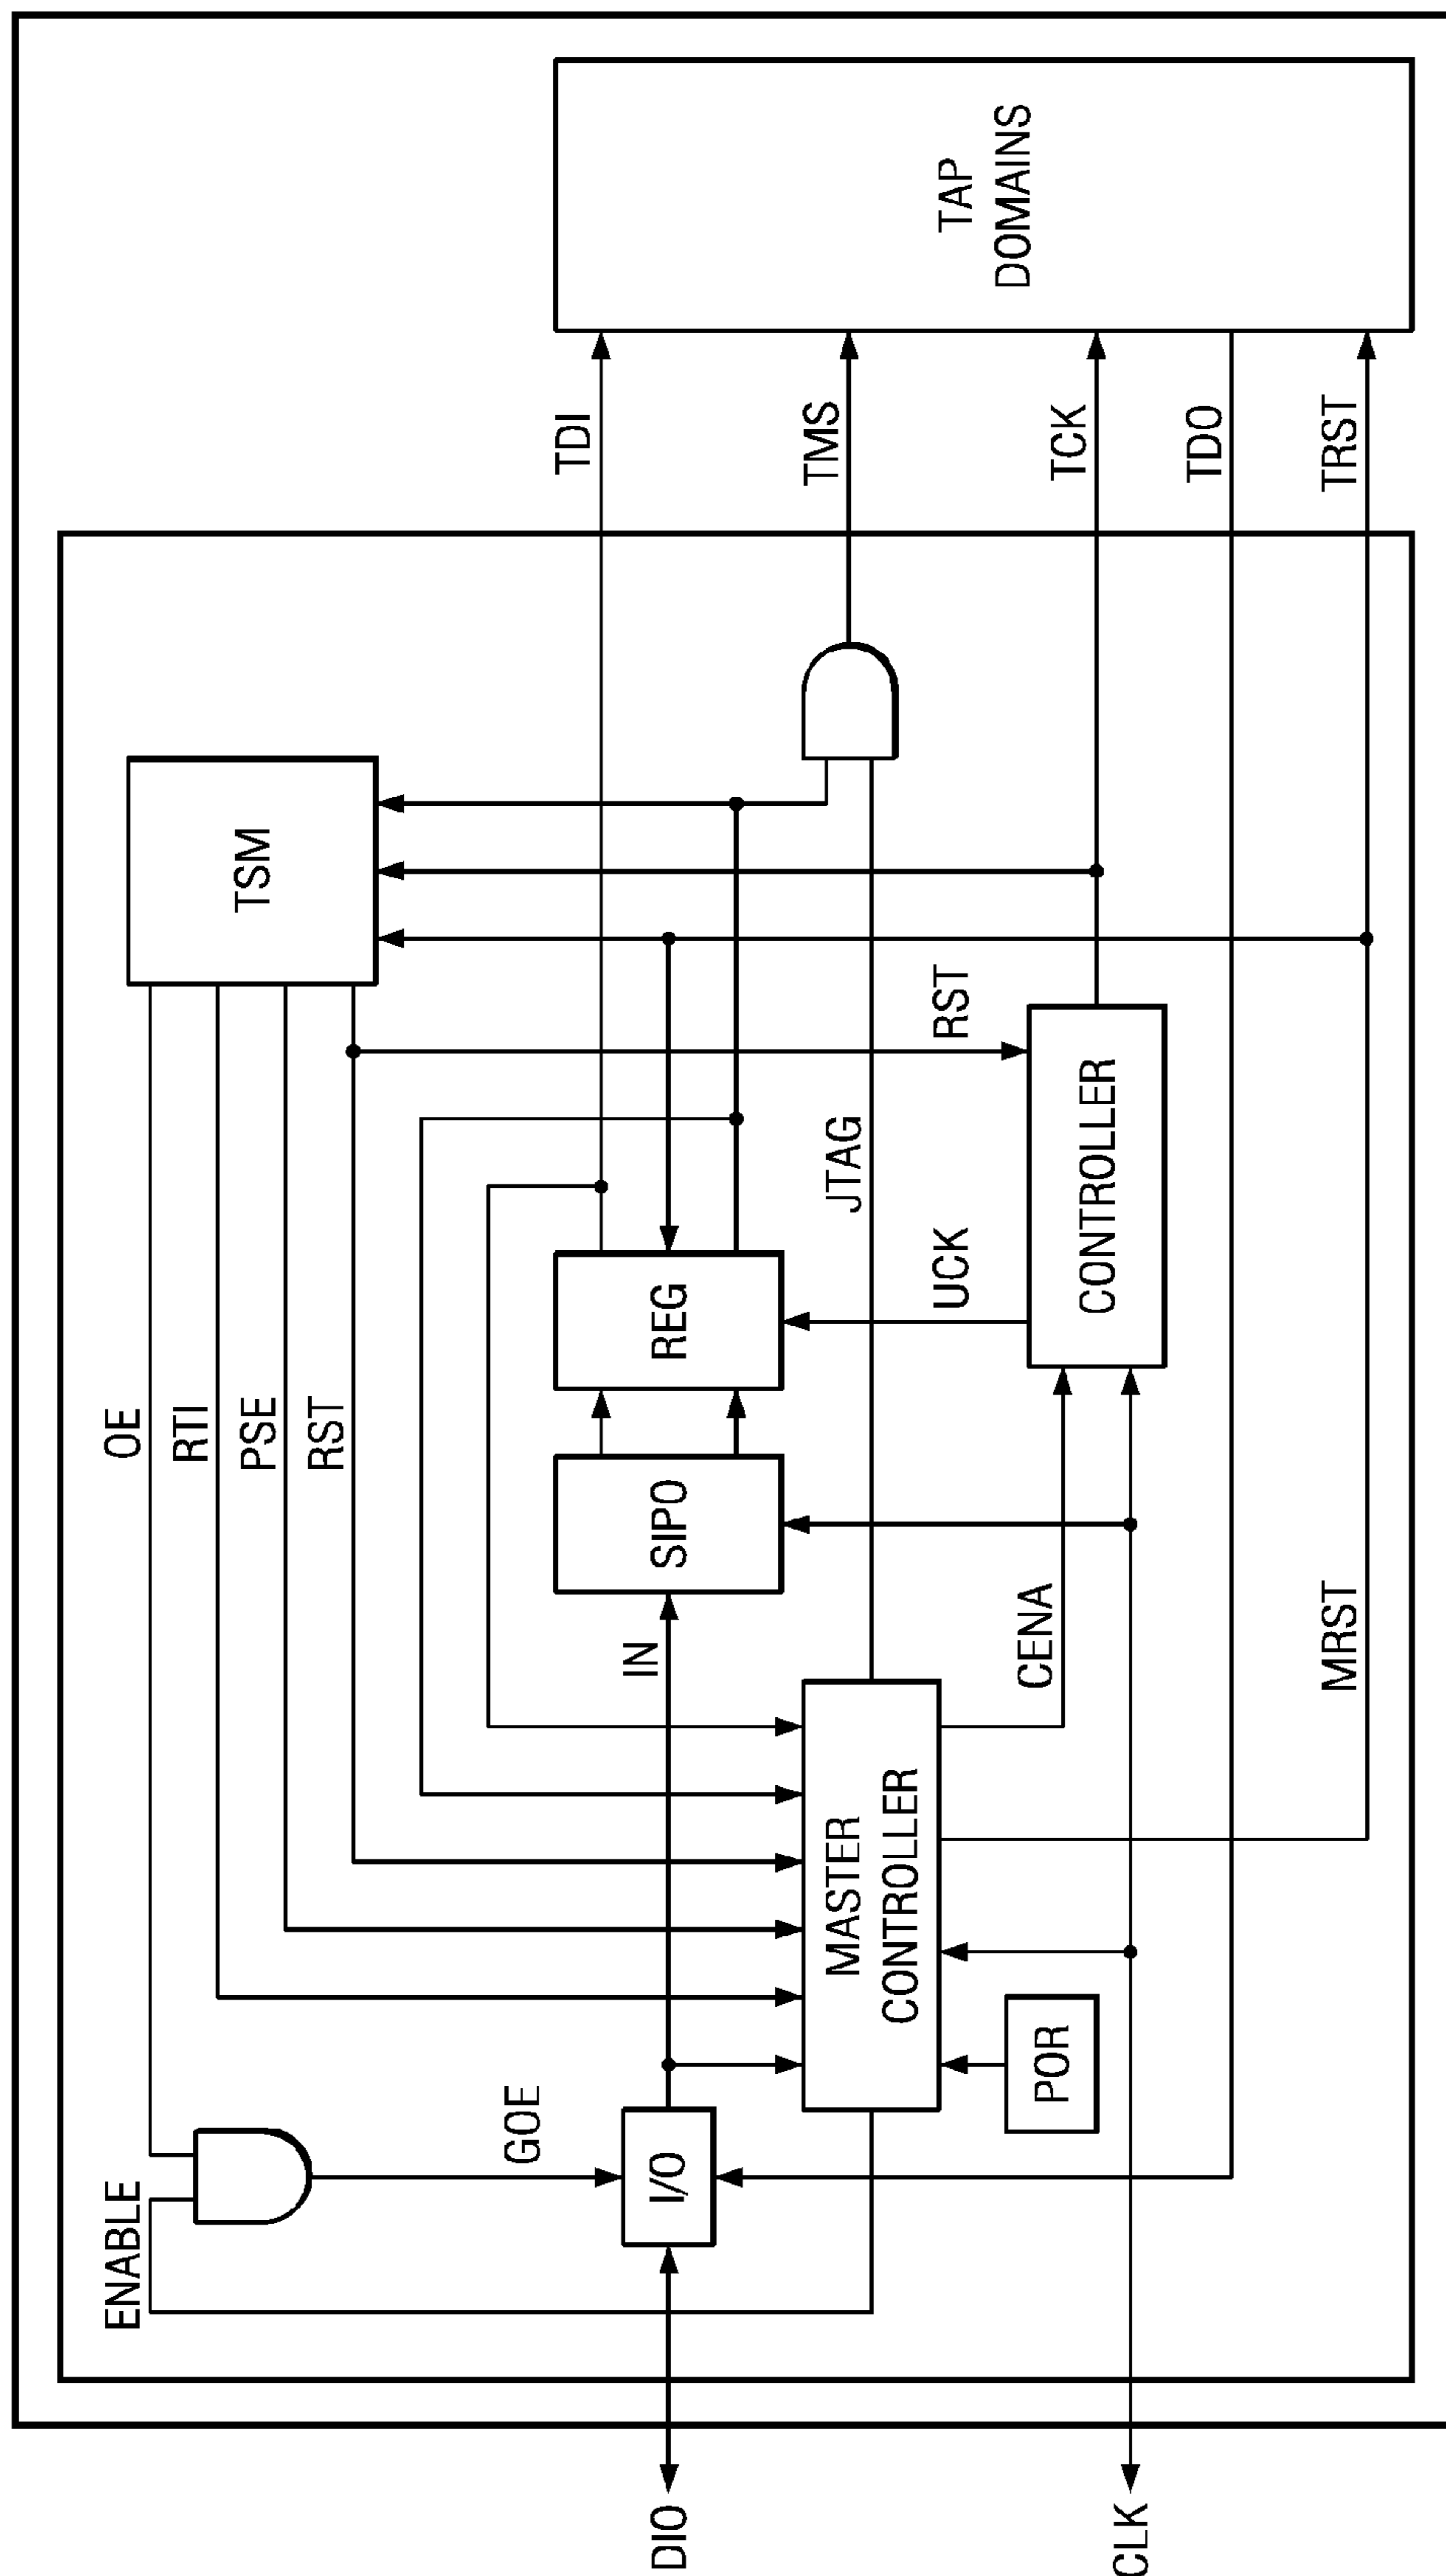 ENABLE
OE
RTI
PSE
RST
TSM
GOE
DIO
I/O
IN
SIPO
REG
TDI
JTAG
TMS
MASTER
CONTROLLER
UCK
RST
POR
CENA
CONTROLLER
TCK
TDO
MRST
TRST
TAP
DOMAINS
CLK